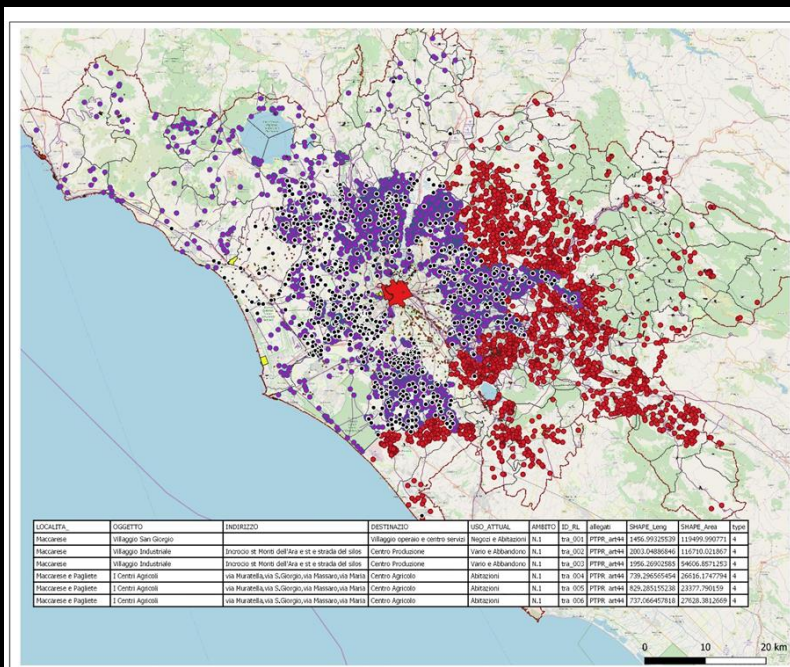 LOCALITA_ OGGETTO INDIRIZZO DESTINAZIO USO_ATTUAL AMBITO ID_RL allegati SHAPE_Leng SHAPE_Area type
Maccarese Villaggio San Giorgio Villaggio operaio e centro servizi Negozi e Abitazioni N.1 tra_001 PTPR_art44 1456.99325539 119499.990771 4
Maccarese Villaggio Industriale Incrocio st Monti dell'Ara e st e strada del silos Centro Produzione Vario e Abbandono N.1 tra_002 PTPR_art44 2003.04886846 116710.021867 4
Maccarese Villaggio Industriale Incrocio st Monti dell'Ara e st e strada del silos Centro Produzione Vario e Abbandono N.1 tra_003 PTPR_art44 1956.26902585 54606.8571253 4
Maccarese e Pagliete I Centri Agricoli via Muratella,via S,Giorgio,via Massaro,via Maria Centro Agricolo Abitazioni N.1 tra 004 PTPR_art44 739.296565454 26616.1747794 4
Maccarese e Pagliete I Centri Agricoli via Muratella,via S,Giorgio,via Massaro,via Maria Centro Agricolo Abitazioni N.1 tra 005 PTPR_art44 829.285155238 23377.790159 4
Maccarese e Pagliete I Centri Agricoli via Muratella,via S,Giorgio,via Massaro,via Maria Centro Agricolo Abitazioni N.1 tra 006 PTPR_art44 737.066457818 27628.3812669 4
0 10 20 km